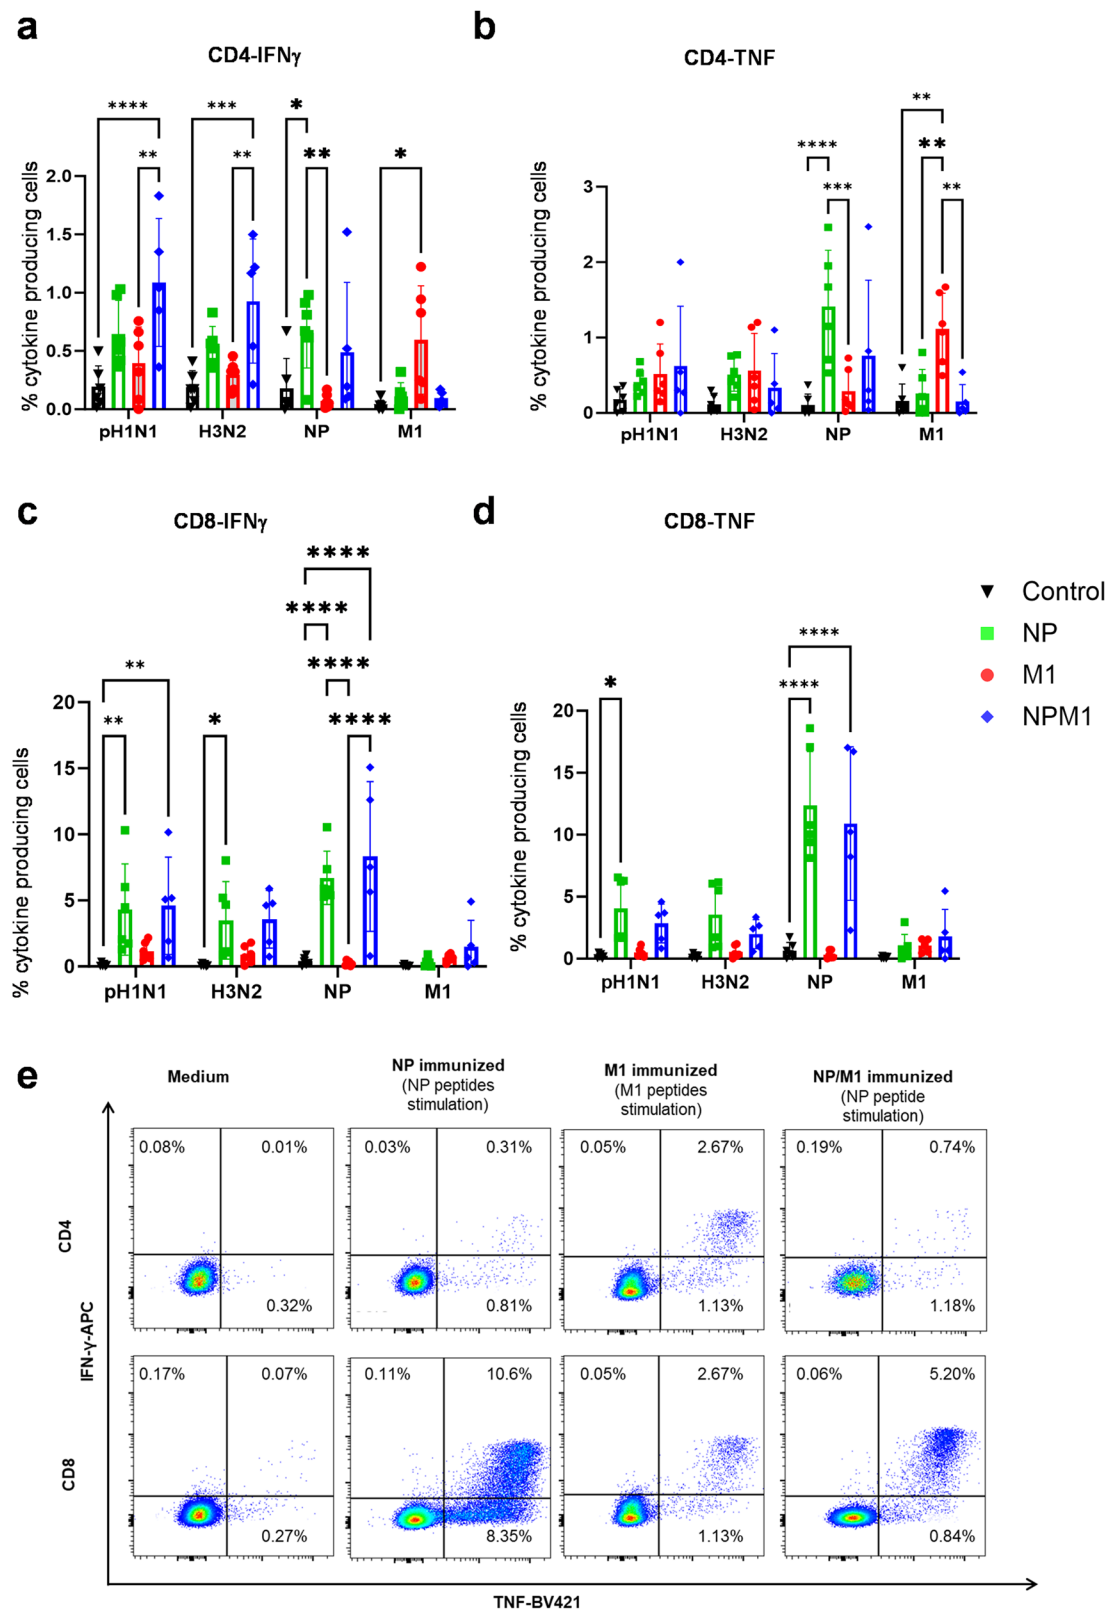 a
CD4-IFNγ
**** *** * **
** ** * *
% cytokine producing cells
2.0
1.5
1.0
0.5
0.0
pH1N1 H3N2 NP M1
b
CD4-TNF
** **** ** *** **
% cytokine producing cells
3
2
1
0
pH1N1 H3N2 NP M1
c
CD8-IFNγ
****
****
** ****
** * ****
% cytokine producing cells
20
15
10
5
0
pH1N1 H3N2 NP M1
d
CD8-TNF
****
* ****
% cytokine producing cells
20
15
10
5
0
pH1N1 H3N2 NP M1
Control
NP
M1
NPM1
e
Medium
NP immunized
(NP peptides
stimulation)
M1 immunized
(M1 peptides
stimulation)
NP/M1 immunized
(NP peptide
stimulation)
CD4
0.08% 0.01% 0.03% 0.31% 0.05% 2.67% 0.19% 0.74%
0.32% 0.81% 1.13% 1.18%
IFN-γ-APC
CD8
0.17% 0.07% 0.11% 10.6% 0.05% 2.67% 0.06% 5.20%
0.27% 8.35% 1.13% 0.84%
TNF-BV421